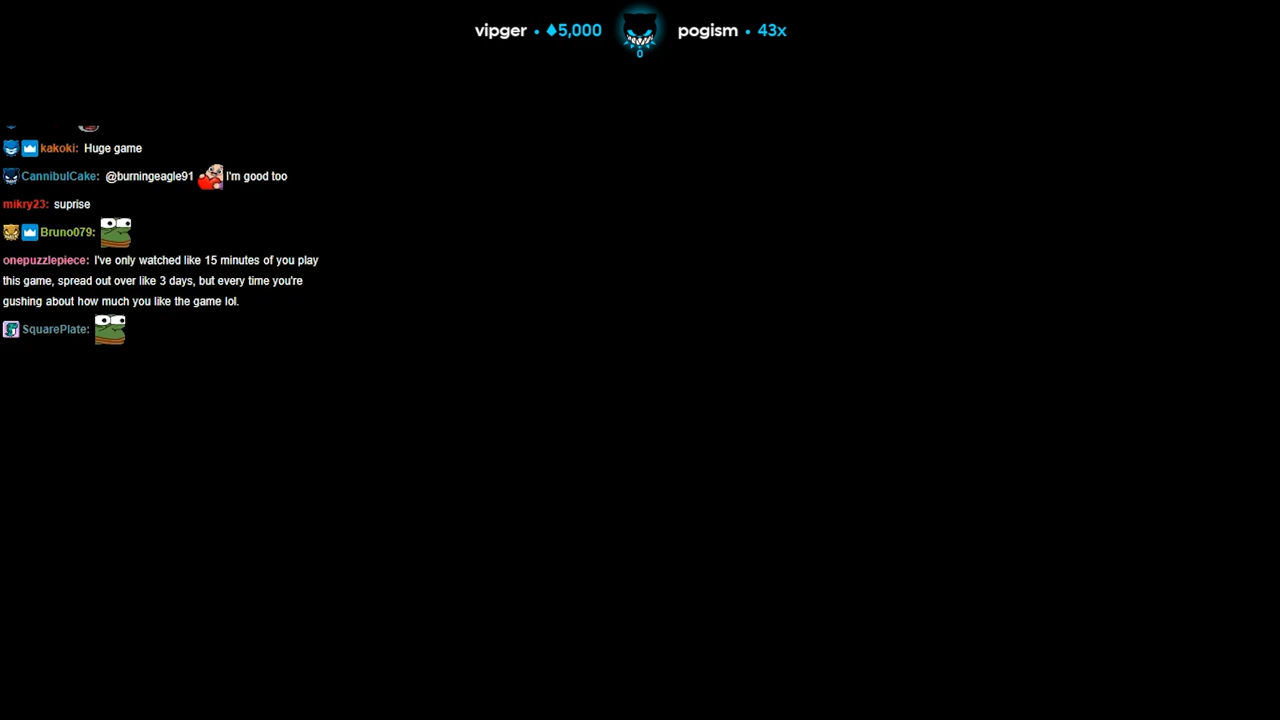 vipger • 5,000
0
pogism • 43x
kakoki: Huge game
CannibulCake: @burningeagle91 I'm good too
mikry23: suprise
Bruno079:
onepuzzlepiece: I've only watched like 15 minutes of you play
this game, spread out over like 3 days, but every time you're
gushing about how much you like the game lol.
SquarePlate: